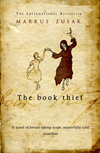 The International Bestseller
MARKUS ZUSAK
The book thief
A novel of breath-taking scope, masterfully told
Guardian